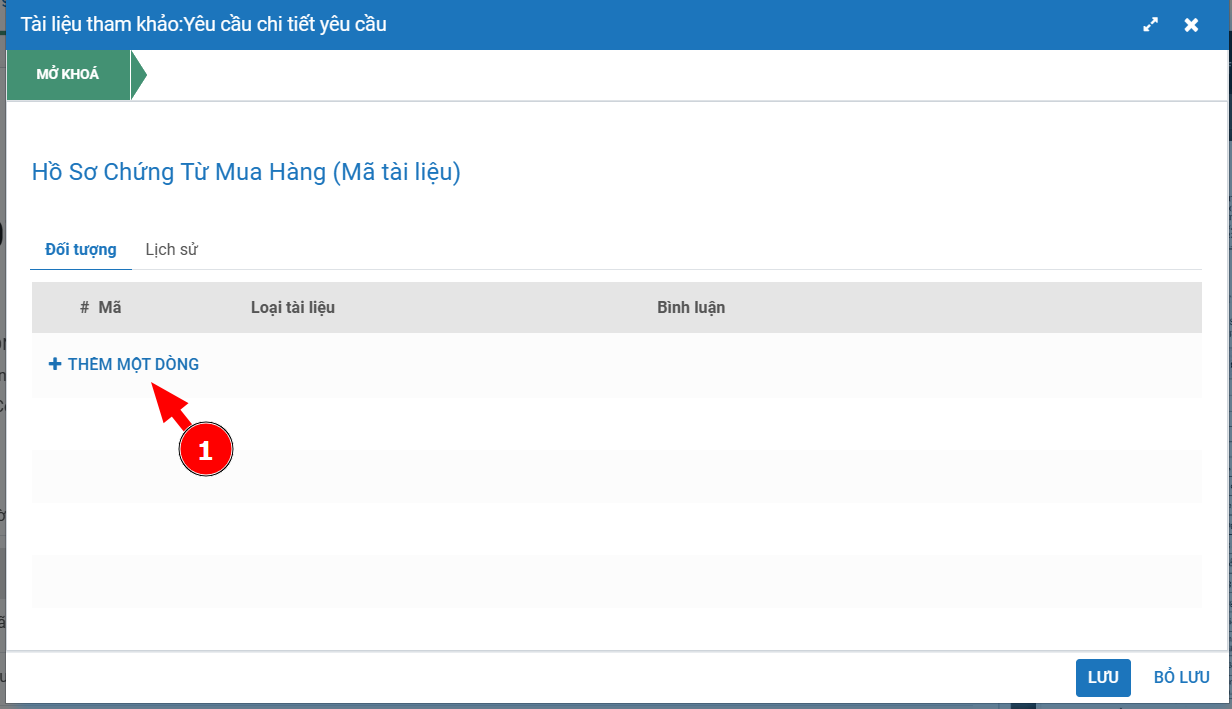 Tài liệu tham khảo:Yêu cầu chi tiết yêu cầu
MỞ KHOÁ
Hồ Sơ Chứng Từ Mua Hàng (Mã tài liệu)
Đối tượng Lịch sử
# Mã Loại tài liệu Bình luận
+ THÊM MỘT DÒNG
1
LƯU BỎ LƯU